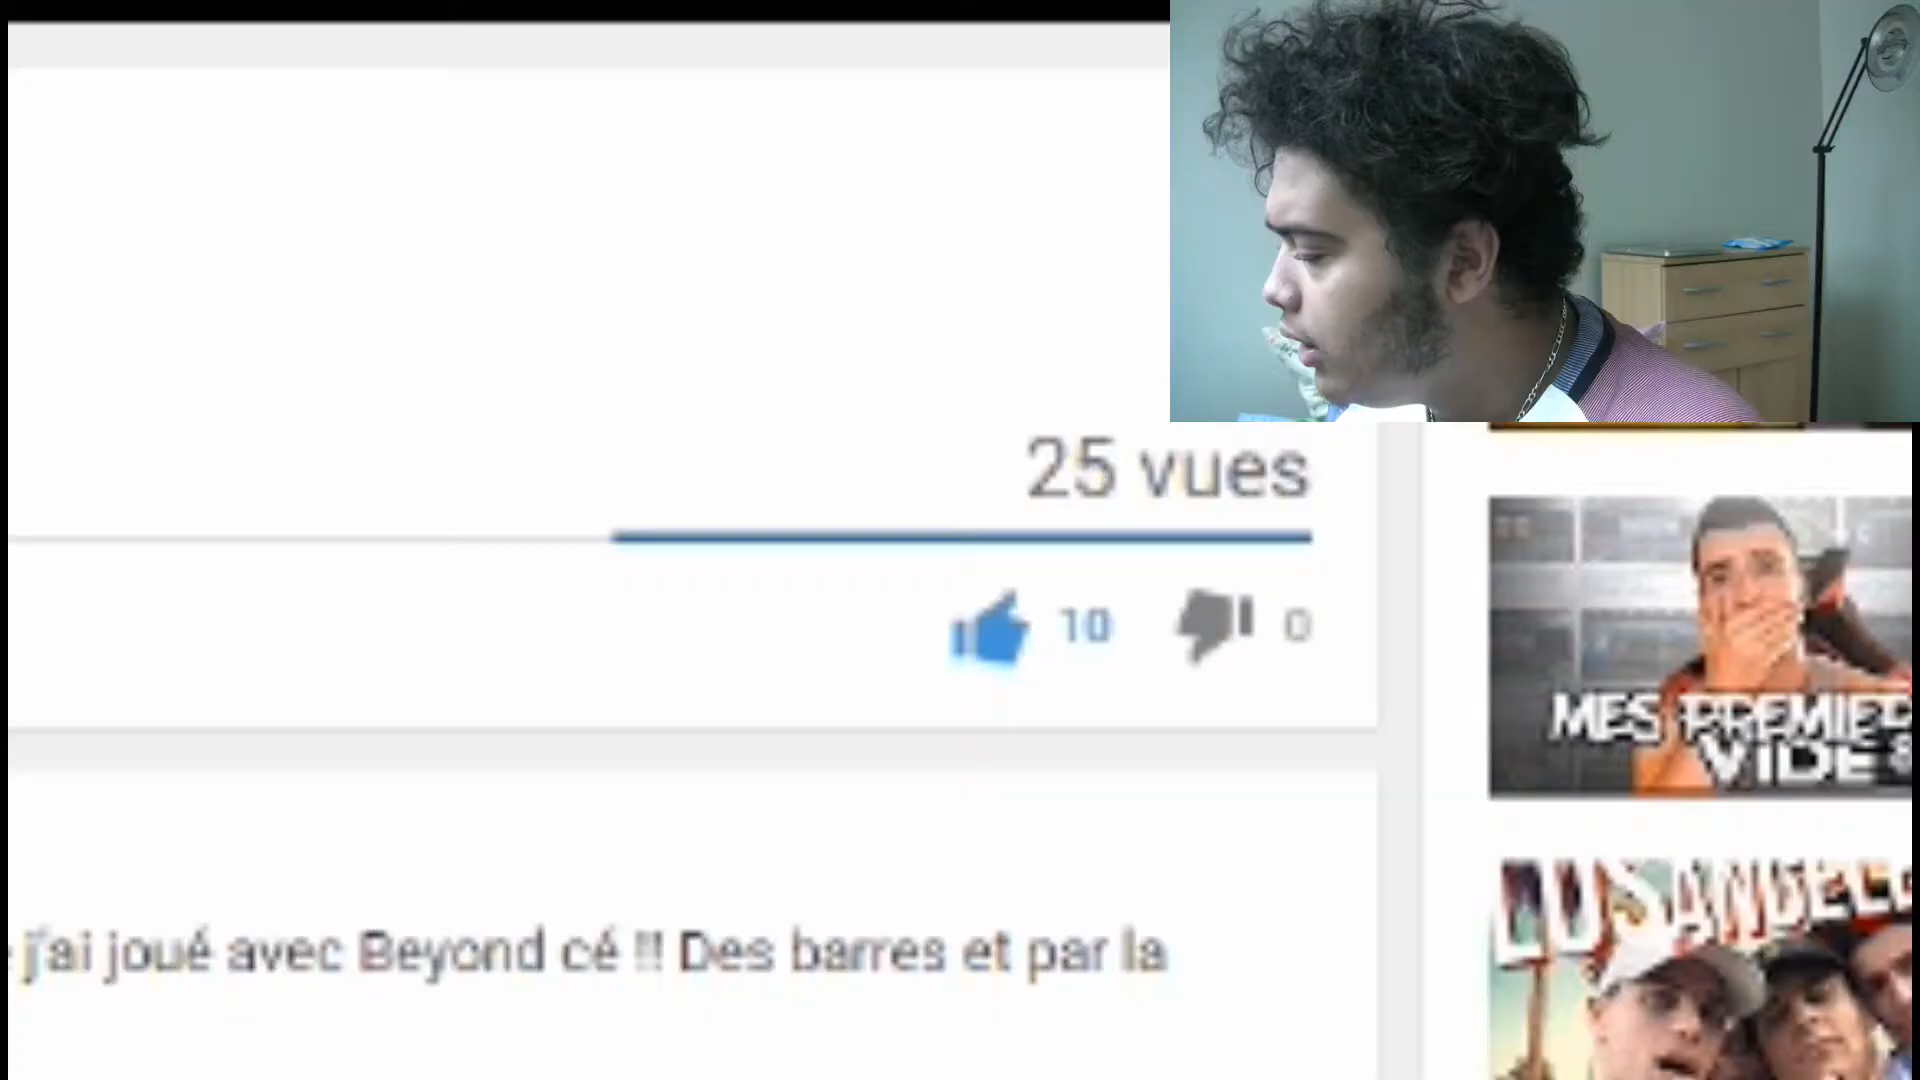 25 vues
10 0
MES PREMIER
VIDE
LOS ANGELE
j'ai joué avec Beyond cé !! Des barres et par la